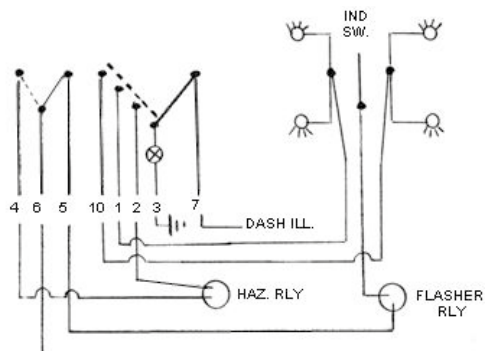 IND
SW.
4 6 5 10 1 2 3 7
DASH ILL.
HAZ. RLY
FLASHER
RLY